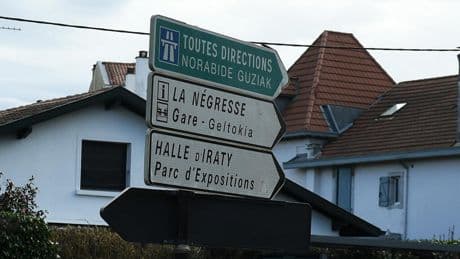 TOUTES DIRECTIONS
NORABIDE GUZIAK
i LA NÉGRESSE
Gare - Geltokia
HALLE D'IRATY
Parc d'Expositions